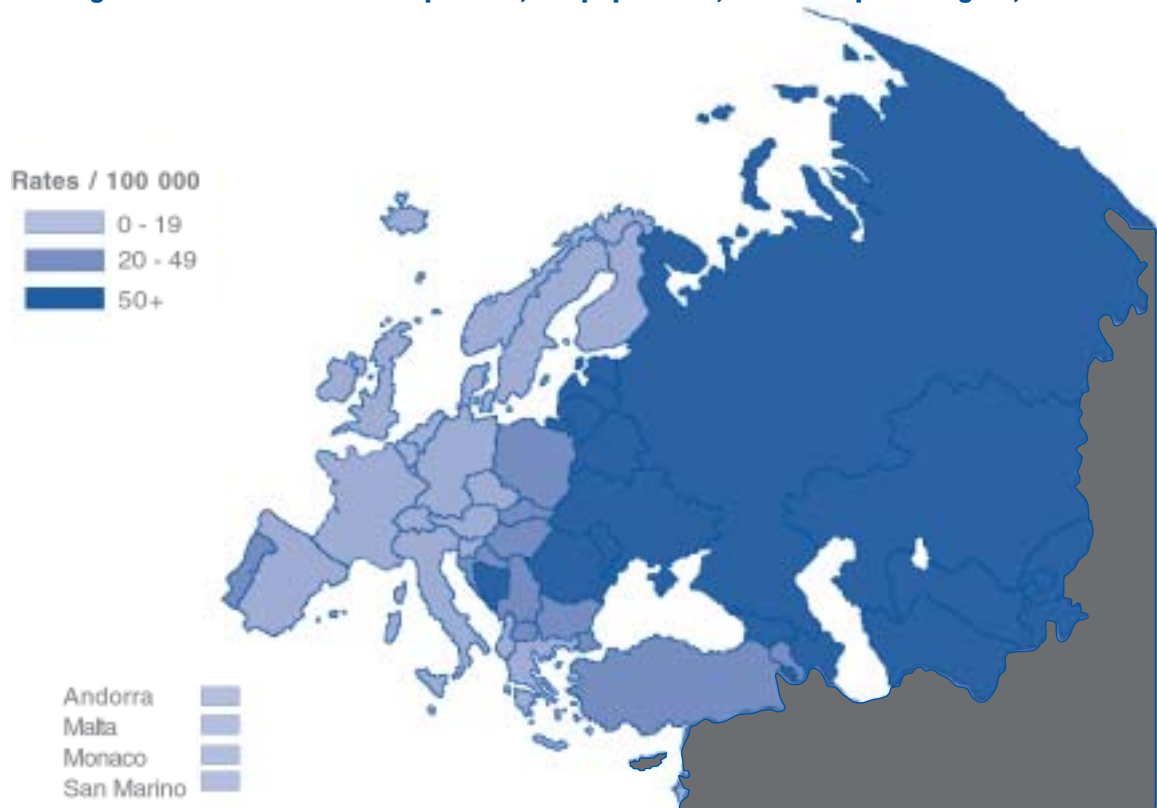 Rates / 100 000
0 - 19
20 - 49
50+
Andorra
Malta
Monaco
San Marino